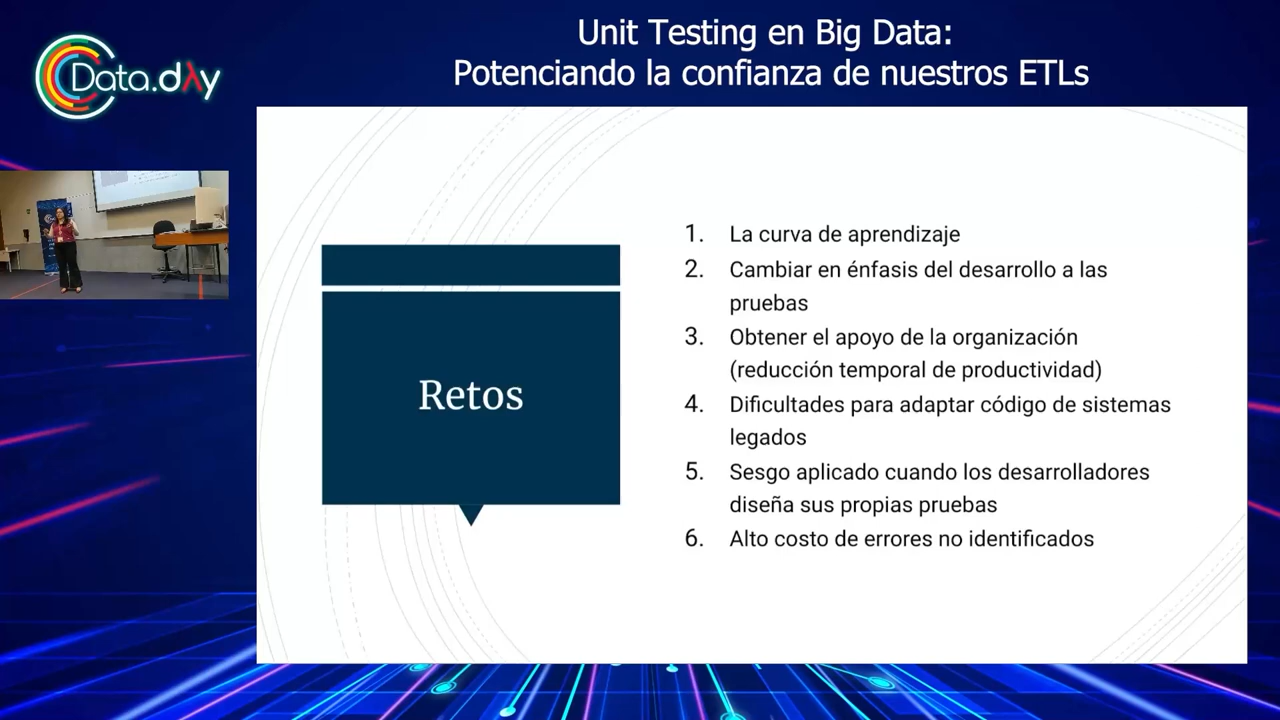 Unit Testing en Big Data:
Potenciando la confianza de nuestros ETLs
Data.dλy
Retos
1. La curva de aprendizaje
2. Cambiar en énfasis del desarrollo a las
pruebas
3. Obtener el apoyo de la organización
(reducción temporal de productividad)
4. Dificultades para adaptar código de sistemas
legados
5. Sesgo aplicado cuando los desarrolladores
diseña sus propias pruebas
6. Alto costo de errores no identificados